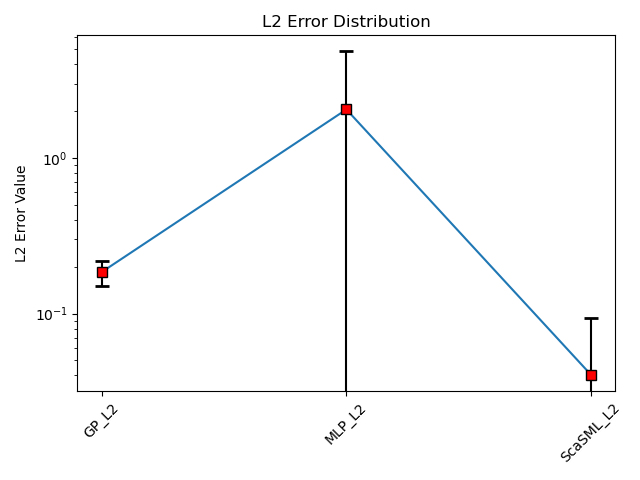 L2 Error Distribution
L2 Error Value
10⁰
10⁻¹
GP_L2
MLP_L2
ScaSML_L2